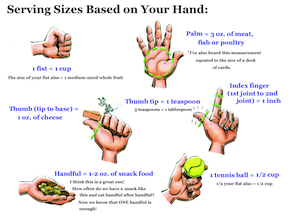 Serving Sizes Based on Your Hand:
1 fist = 1 cup
The size of your fist also = 1 medium-sized whole fruit
Palm = 3 oz. of meat,
fish or poultry
*I've also heard this measurement
equated to the size of a deck
of cards.
Index finger
(1st joint to 2nd
joint) = 1 inch
Thumb (tip to base) =
1 oz. of cheese
Thumb tip = 1 teaspoon
3 teaspoons = 1 tablespoon
Handful = 1-2 oz. of snack food
I think this is a great one!
How often do we have a snack like
this and eat handful after handful?
Now we know that ONE handful is
enough!
1 tennis ball = 1/2 cup
1/2 your fist also = 1/2 cup